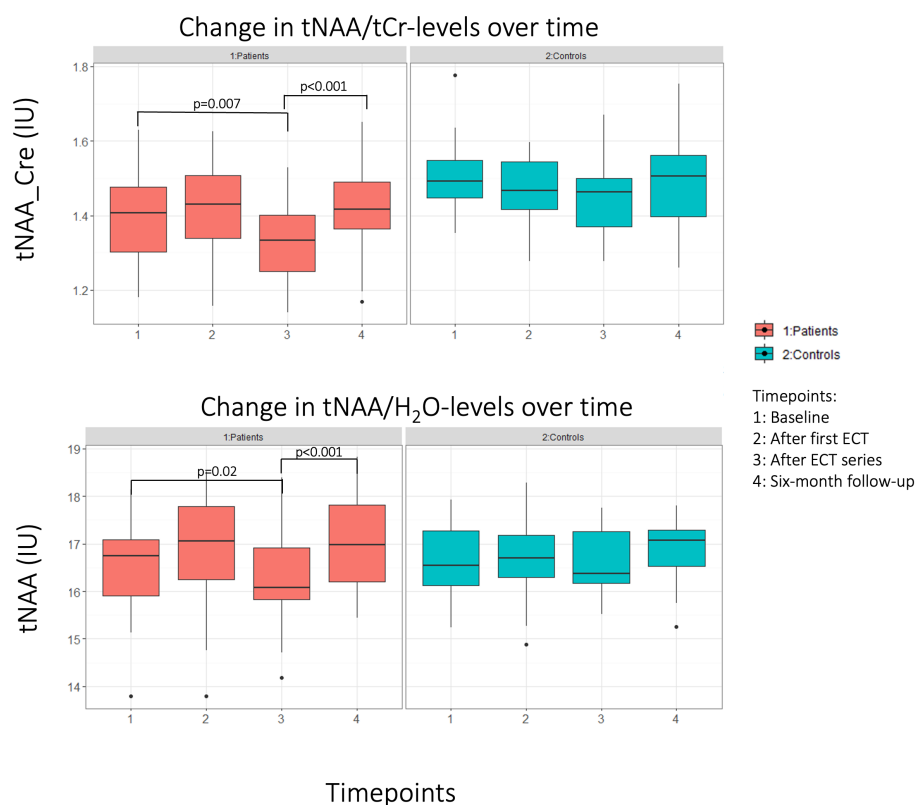 Change in tNAA/tCr-levels over time
1:Patients
2:Controls
tNAA_Cre (IU)
1.8
1.6
1.4
1.2
p=0.007
p<0.001
1 2 3 4
1 2 3 4
1:Patients
2:Controls
Timepoints:
1: Baseline
2: After first ECT
3: After ECT series
4: Six-month follow-up
Change in tNAA/H₂O-levels over time
1:Patients
2:Controls
tNAA (IU)
19
18
17
16
15
14
p=0.02
p<0.001
1 2 3 4
1 2 3 4
Timepoints